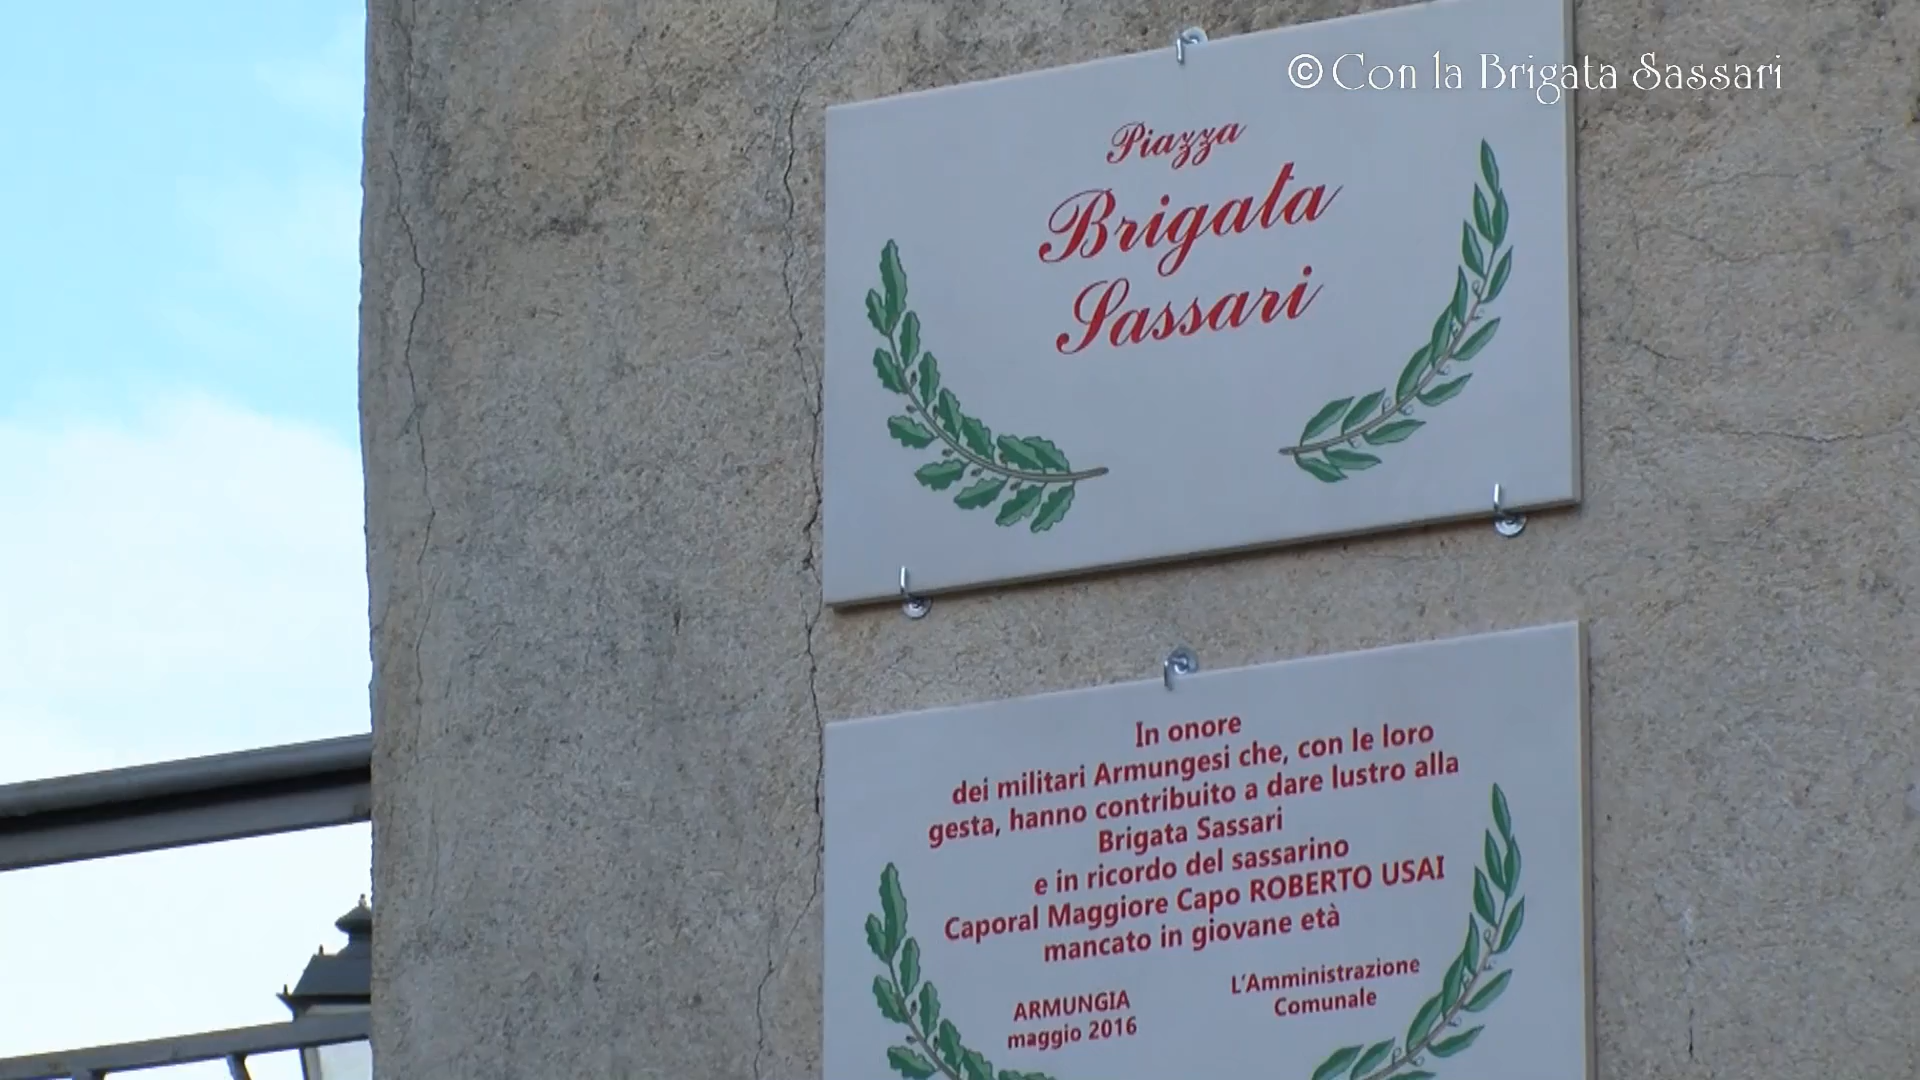 ©Con la Brigata Sassari
Piazza
Brigata
Sassari
In onore
dei militari Armungesi che, con le loro
gesta, hanno contribuito a dare lustro alla
Brigata Sassari
e in ricordo del sassarino
Caporal Maggiore Capo ROBERTO USAI
mancato in giovane età
ARMUNGIA
maggio 2016
L'Amministrazione
Comunale